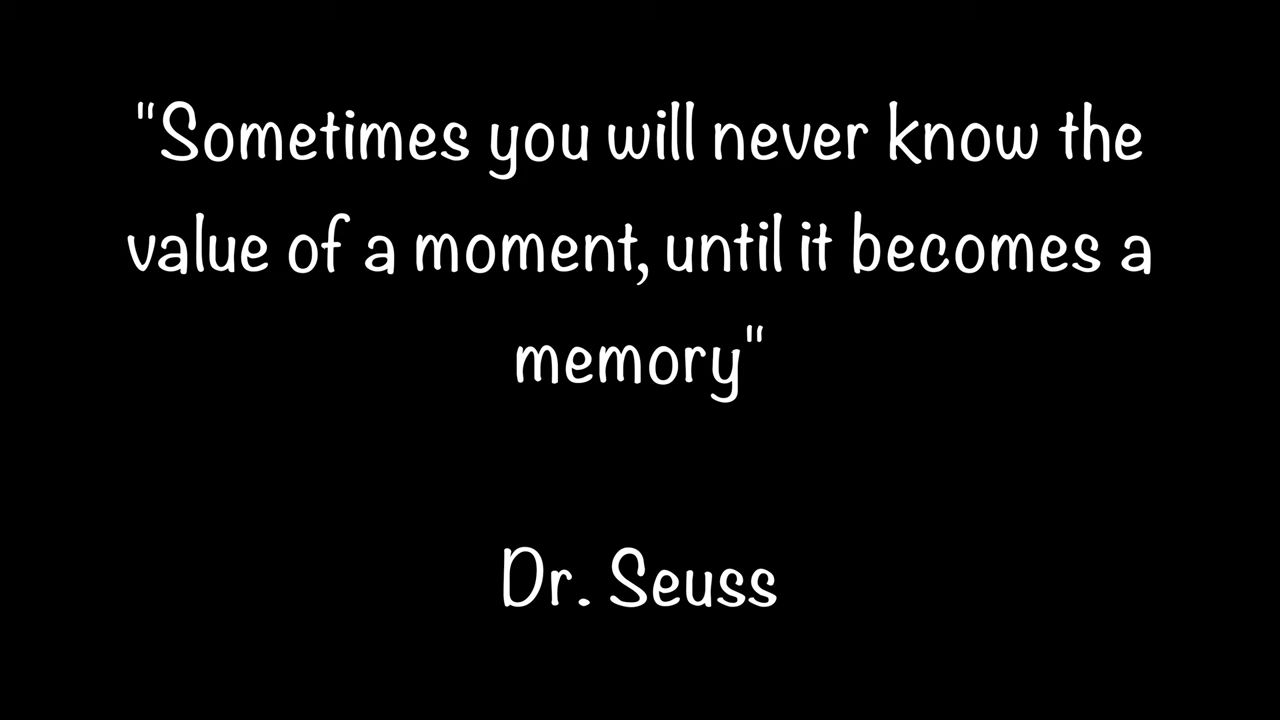 "Sometimes you will never know the
value of a moment, until it becomes a
memory"
Dr. Seuss